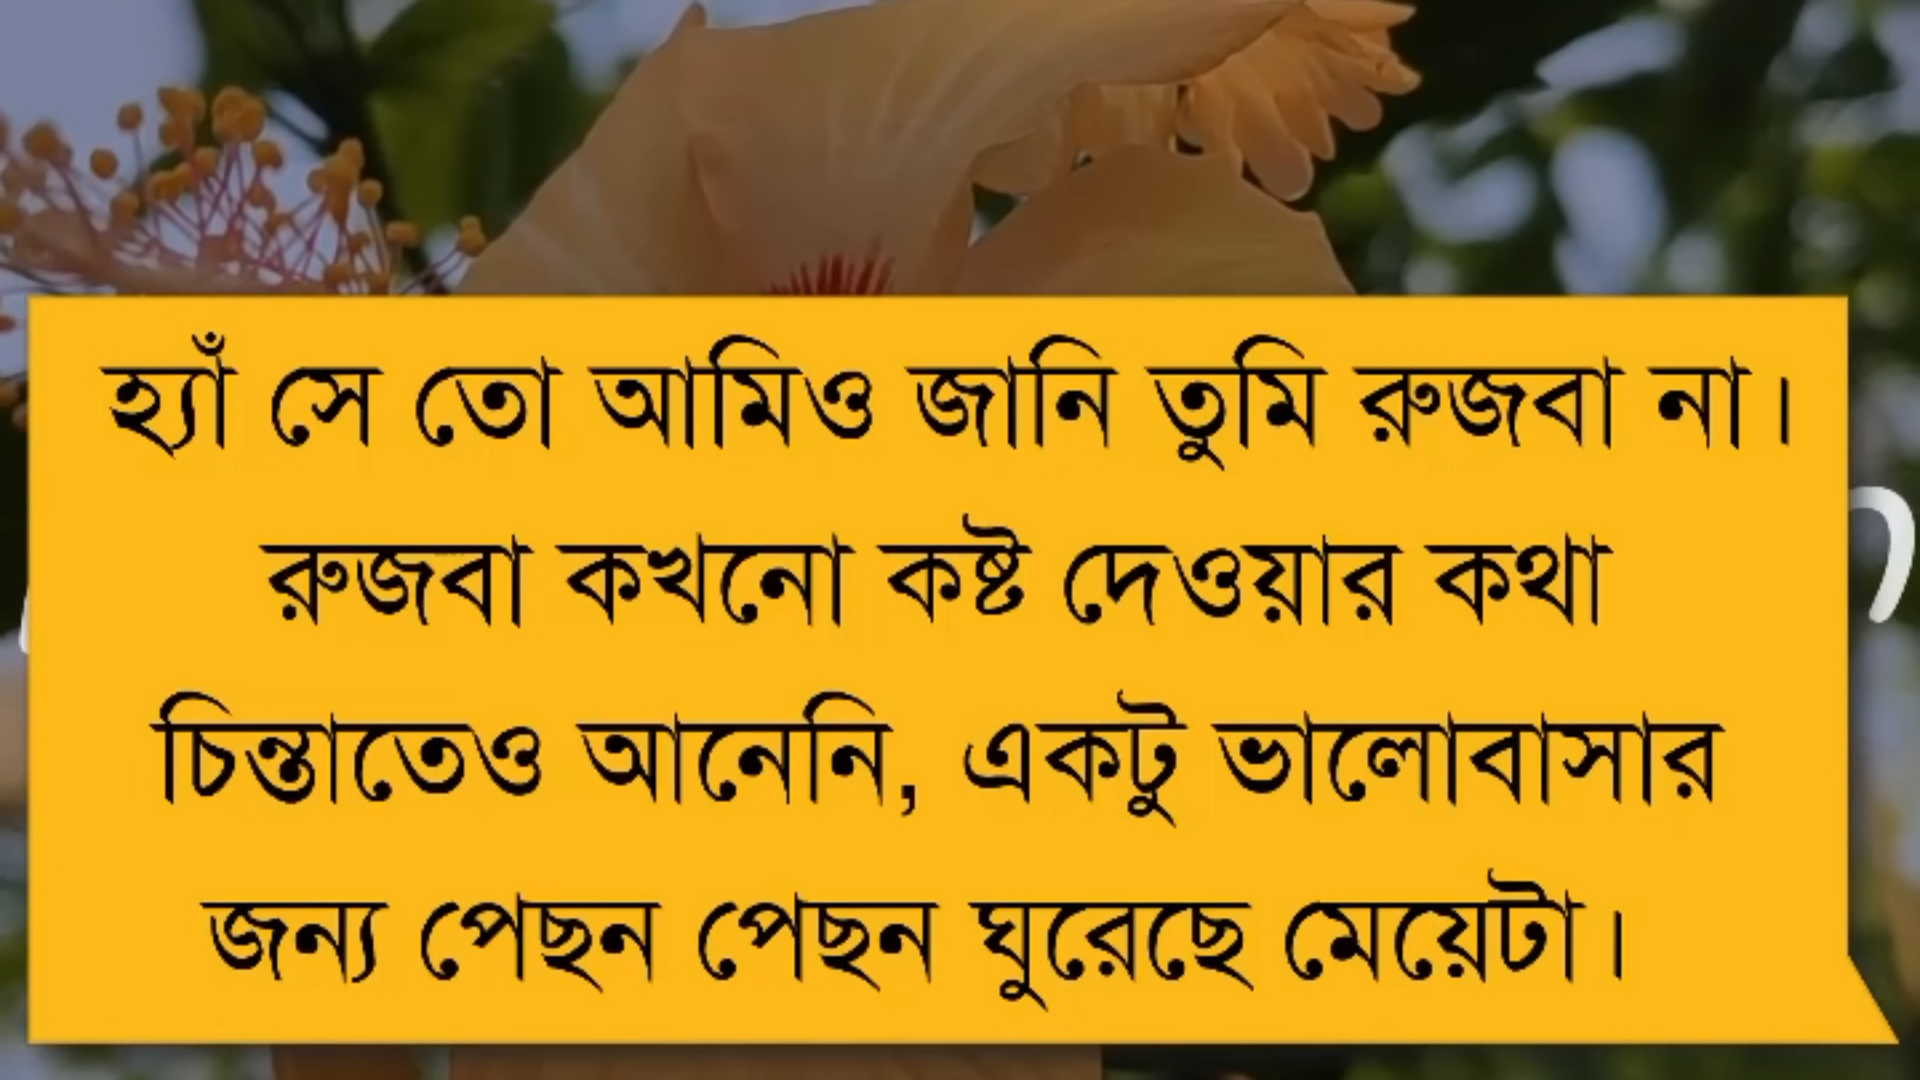 হ্যাঁ সে তো আমিও জানি তুমি রুজবা না।
রুজবা কখনো কষ্ট দেওয়ার কথা
চিন্তাতেও আনেনি, একটু ভালোবাসার
জন্য পেছন পেছন ঘুরেছে মেয়েটা।